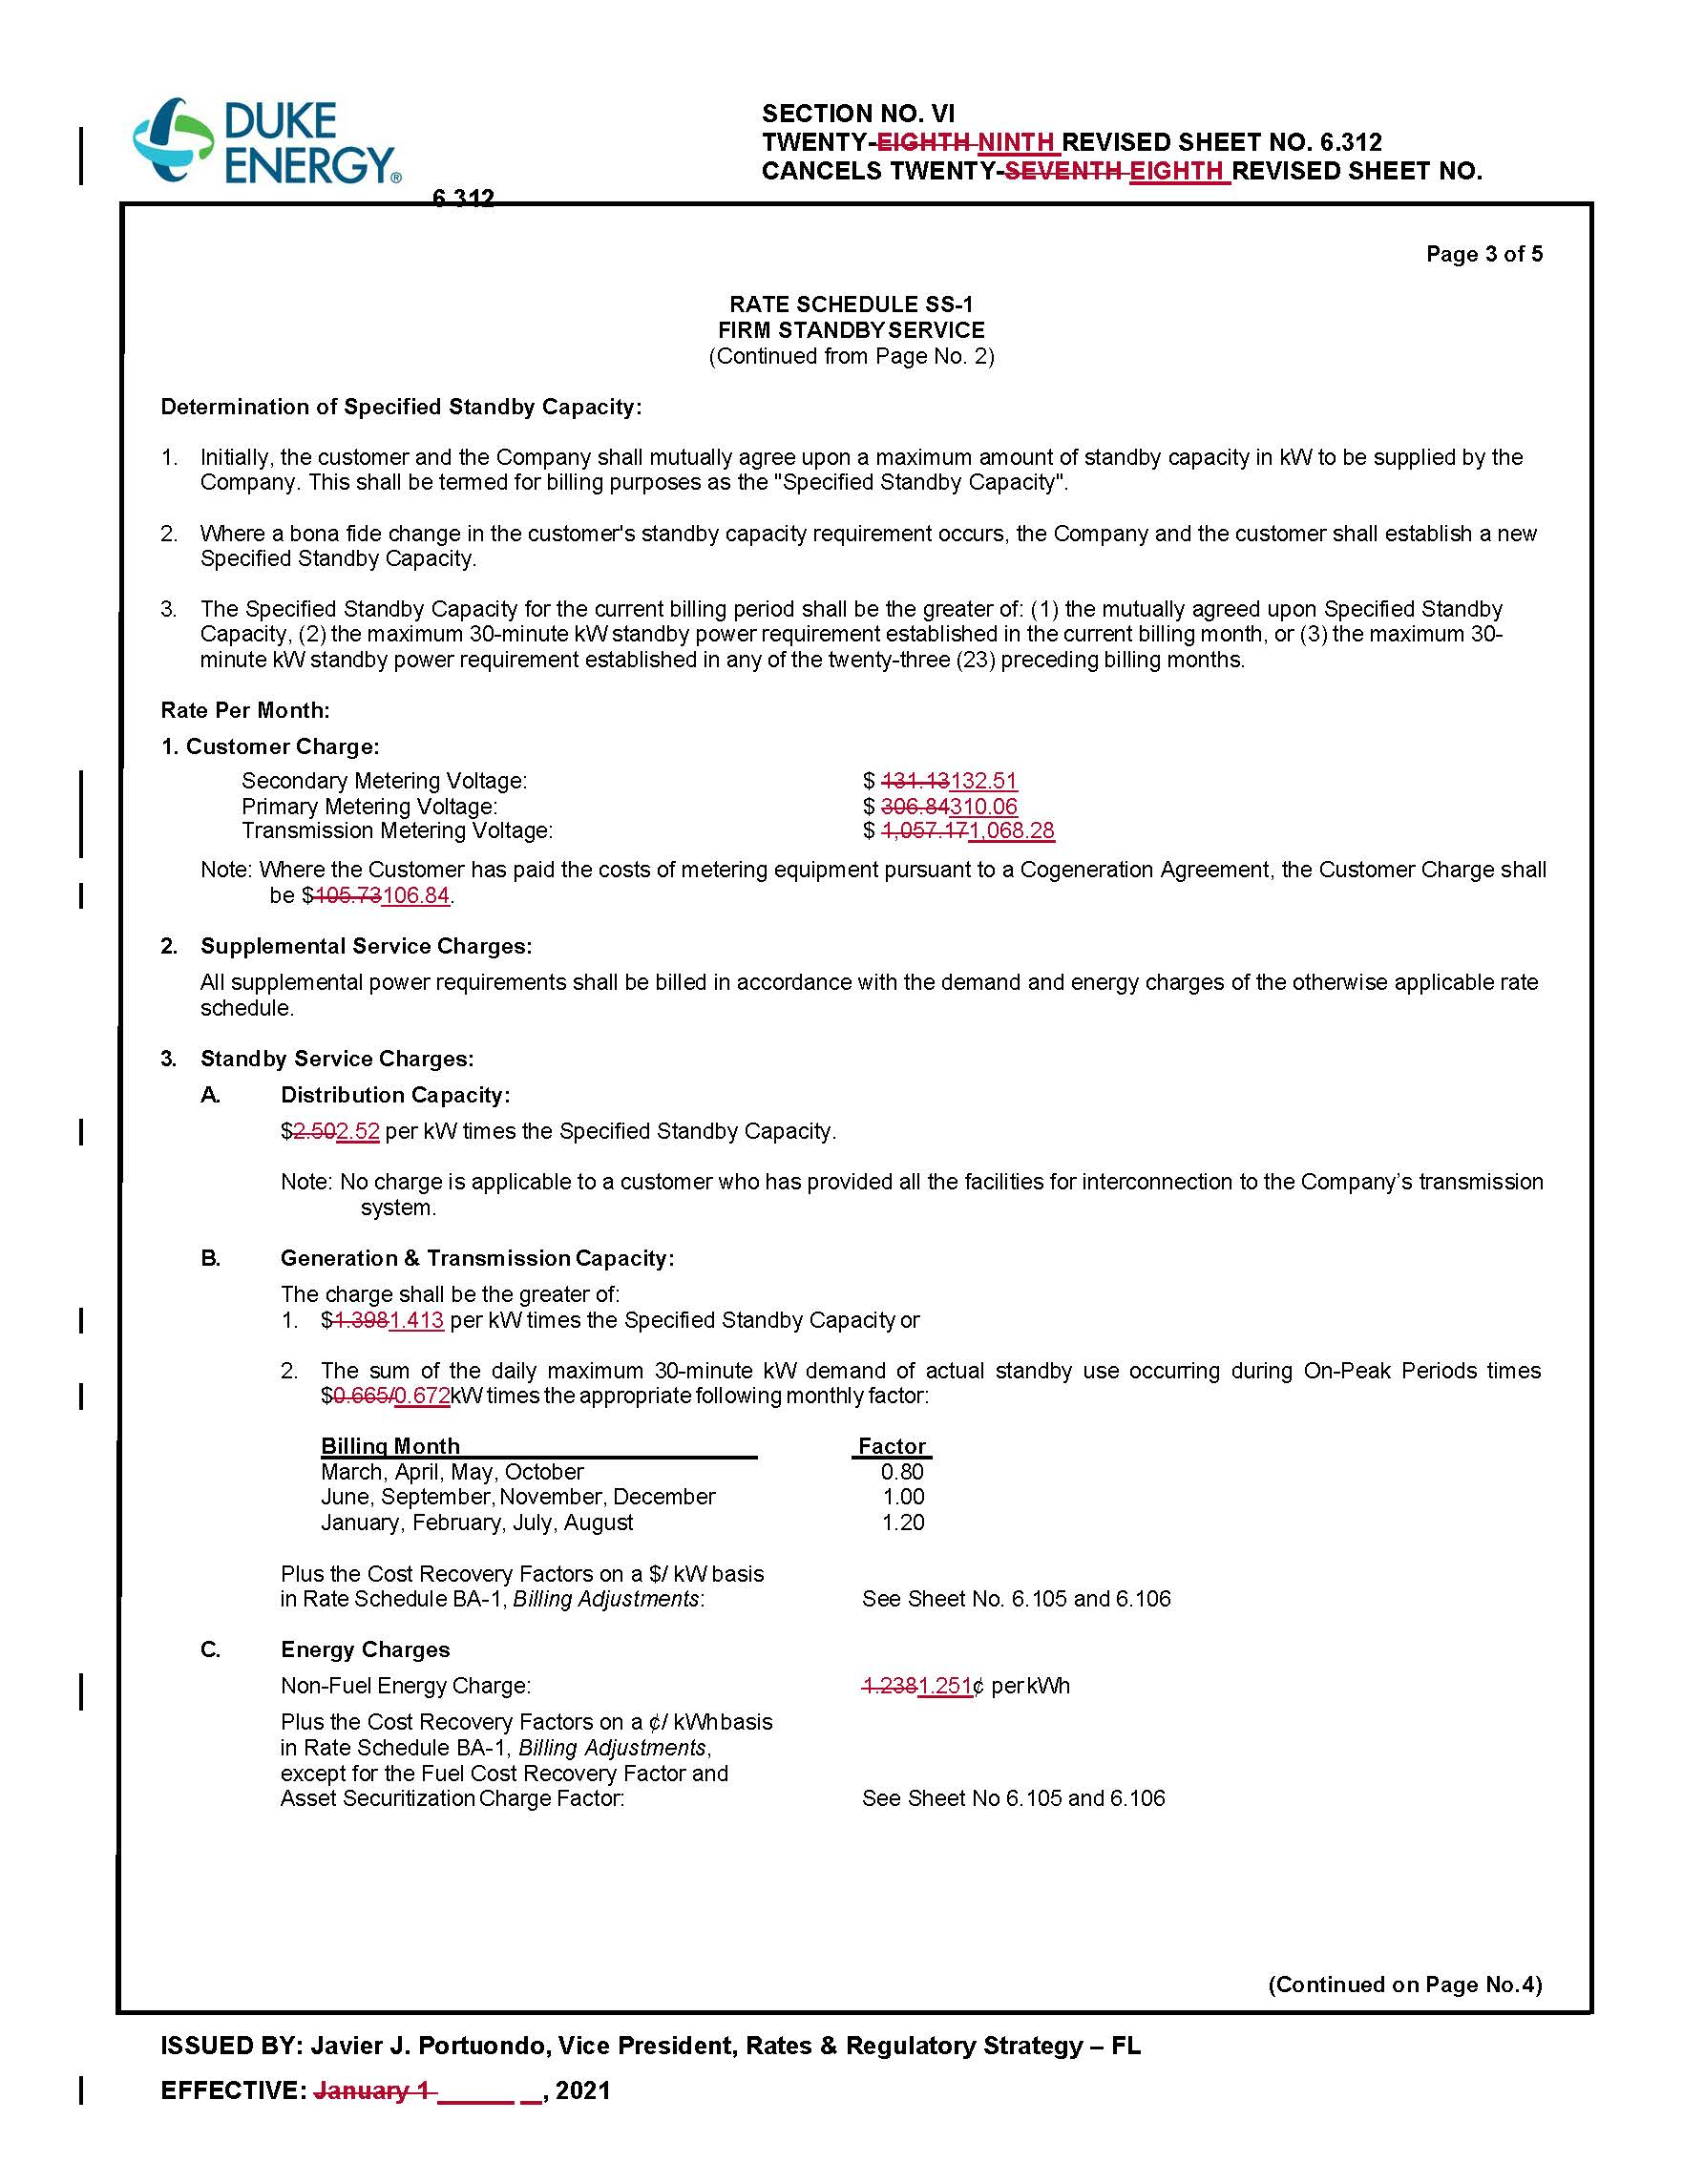 DUKE
ENERGY®
SECTION NO. VI
TWENTY-EIGHTH NINTH REVISED SHEET NO. 6.312
CANCELS TWENTY-SEVENTH EIGHTH REVISED SHEET NO.
6.312
Page 3 of 5
RATE SCHEDULE SS-1
FIRM STANDBY SERVICE
(Continued from Page No. 2)
Determination of Specified Standby Capacity:
1. Initially, the customer and the Company shall mutually agree upon a maximum amount of standby capacity in kW to be supplied by the
Company. This shall be termed for billing purposes as the "Specified Standby Capacity".
2. Where a bona fide change in the customer's standby capacity requirement occurs, the Company and the customer shall establish a new
Specified Standby Capacity.
3. The Specified Standby Capacity for the current billing period shall be the greater of: (1) the mutually agreed upon Specified Standby
Capacity, (2) the maximum 30-minute kW standby power requirement established in the current billing month, or (3) the maximum 30-
minute kW standby power requirement established in any of the twenty-three (23) preceding billing months.
Rate Per Month:
1. Customer Charge:
Secondary Metering Voltage: $ 131.13132.51
Primary Metering Voltage: $ 306.84310.06
Transmission Metering Voltage: $ 1,057.171,068.28
Note: Where the Customer has paid the costs of metering equipment pursuant to a Cogeneration Agreement, the Customer Charge shall
be $105.73106.84.
2. Supplemental Service Charges:
All supplemental power requirements shall be billed in accordance with the demand and energy charges of the otherwise applicable rate
schedule.
3. Standby Service Charges:
A. Distribution Capacity:
$2.502.52 per kW times the Specified Standby Capacity.
Note: No charge is applicable to a customer who has provided all the facilities for interconnection to the Company's transmission
system.
B. Generation & Transmission Capacity:
The charge shall be the greater of:
1. $1.3981.413 per kW times the Specified Standby Capacity or
2. The sum of the daily maximum 30-minute kW demand of actual standby use occurring during On-Peak Periods times
$0.665/0.672kW times the appropriate following monthly factor:
Billing Month Factor
March, April, May, October 0.80
June, September, November, December 1.00
January, February, July, August 1.20
Plus the Cost Recovery Factors on a $/ kW basis
in Rate Schedule BA-1, Billing Adjustments: See Sheet No. 6.105 and 6.106
C. Energy Charges
Non-Fuel Energy Charge: 1.2381.251¢ per kWh
Plus the Cost Recovery Factors on a ¢/ kWh basis
in Rate Schedule BA-1, Billing Adjustments,
except for the Fuel Cost Recovery Factor and
Asset Securitization Charge Factor: See Sheet No 6.105 and 6.106
(Continued on Page No. 4)
ISSUED BY: Javier J. Portuondo, Vice President, Rates & Regulatory Strategy – FL
EFFECTIVE: January 1 ______ __, 2021